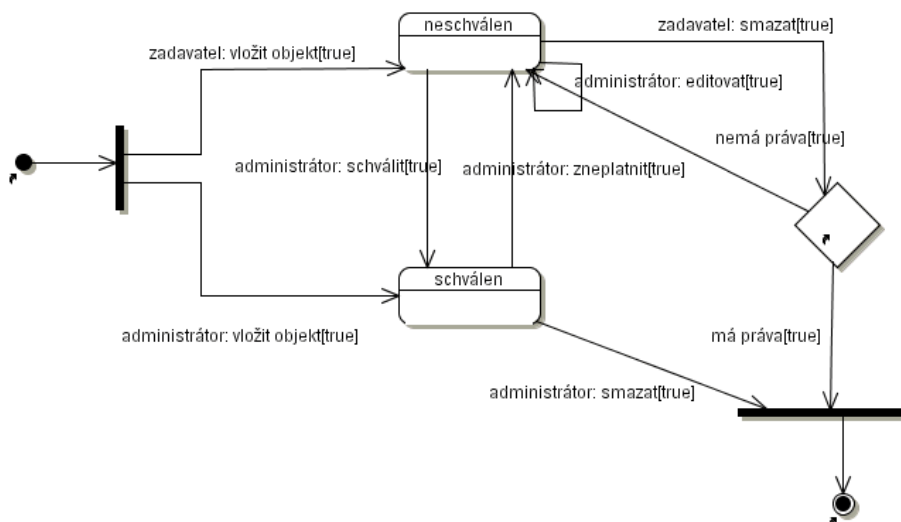 neschválen
zadavatel: smazat[true]
zadavatel: vložit objekt[true]
administrátor: editovat[true]
nemá práva[true]
administrátor: schválit[true]
administrátor: zneplatnit[true]
schválen
administrátor: vložit objekt[true]
má práva[true]
administrátor: smazat[true]